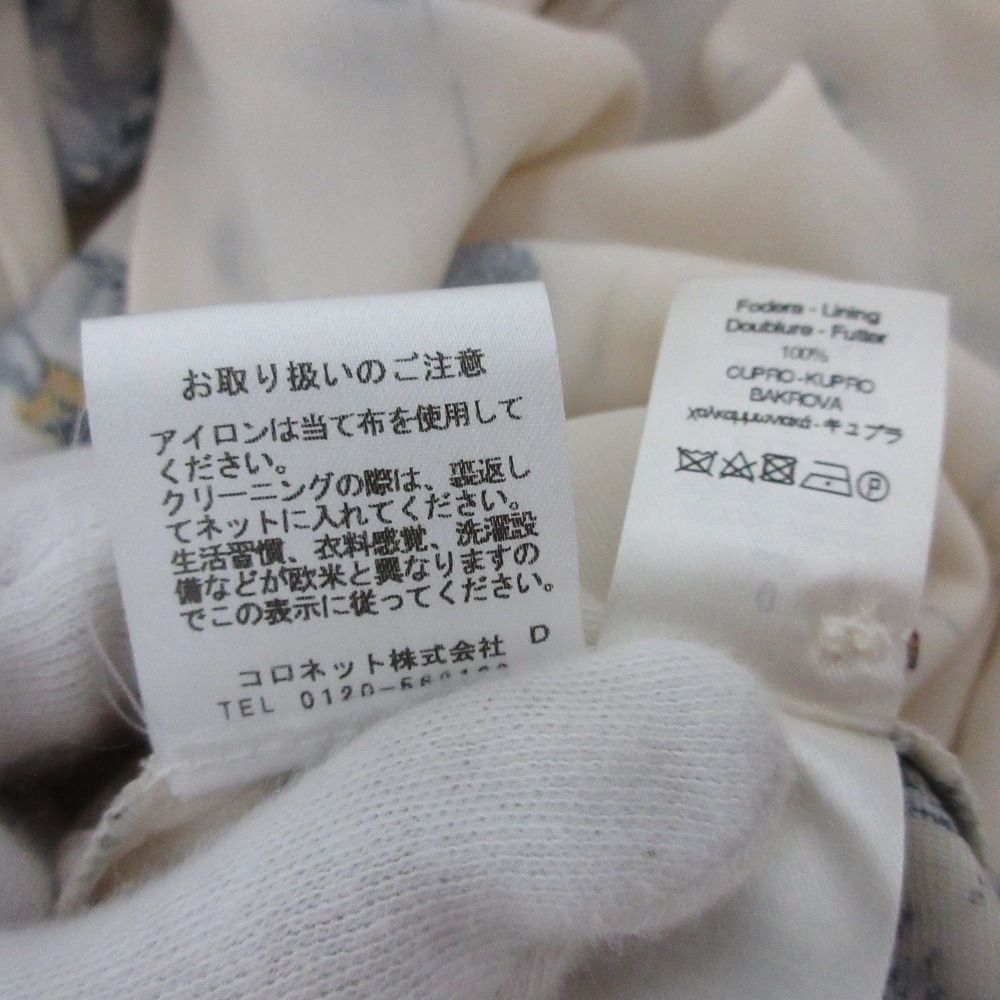 お取り扱いのご注意
アイロンは当て布を使用して
ください。
クリーニングの際は、裏返し
てネットに入れてください。
生活習慣、衣料感覚、洗濯設
備などが欧米と異なりますの
でこの表示に従ってください。
コロネット株式会社 D
TEL 0120-
Fodera - Lining
Doublure - Futter
100%
CUPRO-KUPRO
BAKROVA
χαλκαμμωνιακά-キュプラ
P